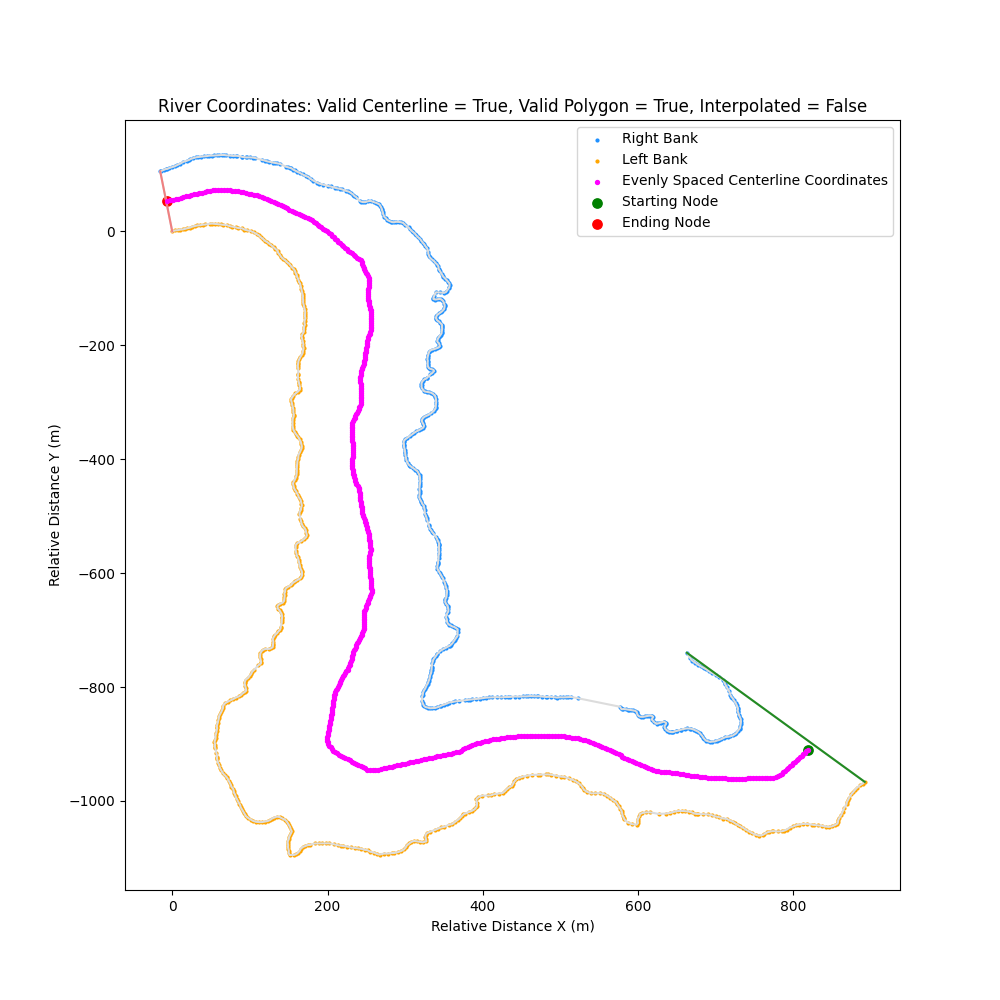 River Coordinates: Valid Centerline = True, Valid Polygon = True, Interpolated = False
Right Bank
Left Bank
Evenly Spaced Centerline Coordinates
Starting Node
Ending Node
0
−200
−400
−600
−800
−1000
Relative Distance Y (m)
0
200
400
600
800
Relative Distance X (m)